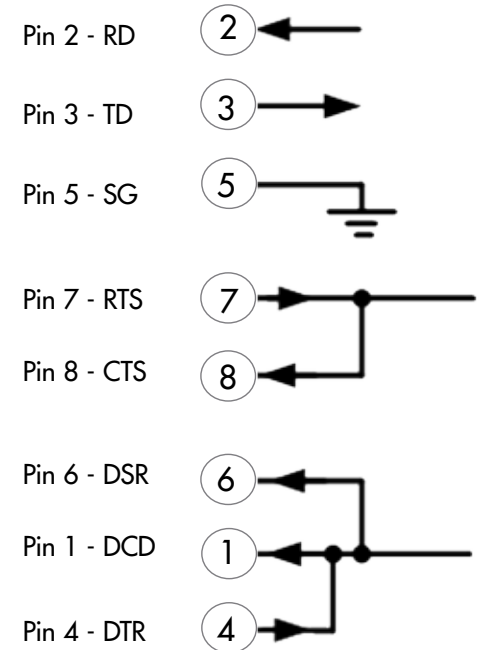 Pin 2 - RD 2
Pin 3 - TD 3
Pin 5 - SG 5
Pin 7 - RTS 7
Pin 8 - CTS 8
Pin 6 - DSR 6
Pin 1 - DCD 1
Pin 4 - DTR 4